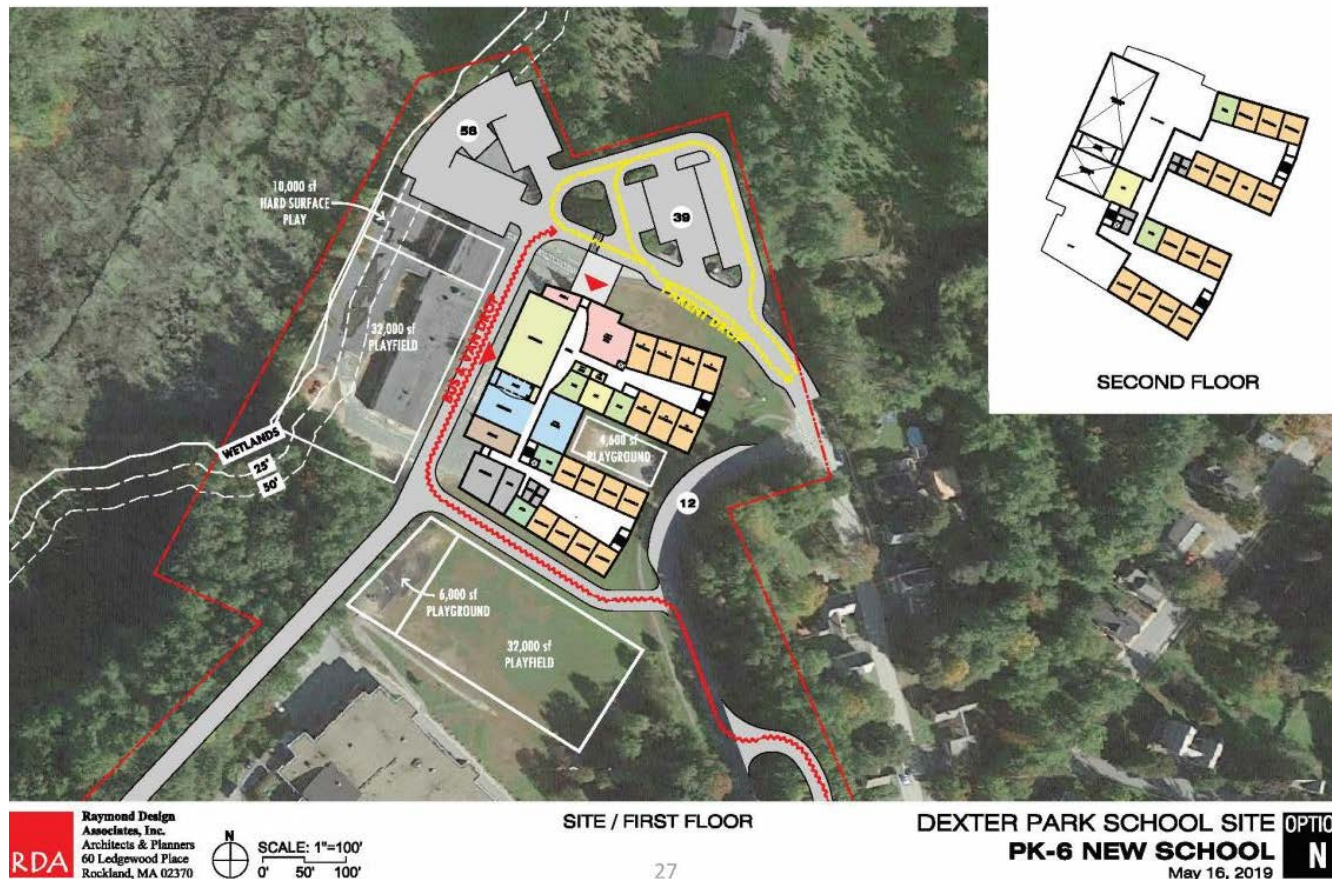 58
10,000 sf
HARD SURFACE
PLAY
39
32,000 sf
PLAYFIELD
BUS & VAN DROP
PARENT DROP
WETLANDS
25'
50'
4,600 sf
PLAYGROUND
12
6,000 sf
PLAYGROUND
32,000 sf
PLAYFIELD
SECOND FLOOR
RDA
Raymond Design
Associates, Inc.
Architects & Planners
60 Ledgewood Place
Rockland, MA 02370
N
SCALE: 1"=100'
0' 50' 100'
SITE / FIRST FLOOR
27
DEXTER PARK SCHOOL SITE
PK-6 NEW SCHOOL
May 16, 2019
OPTIO
N